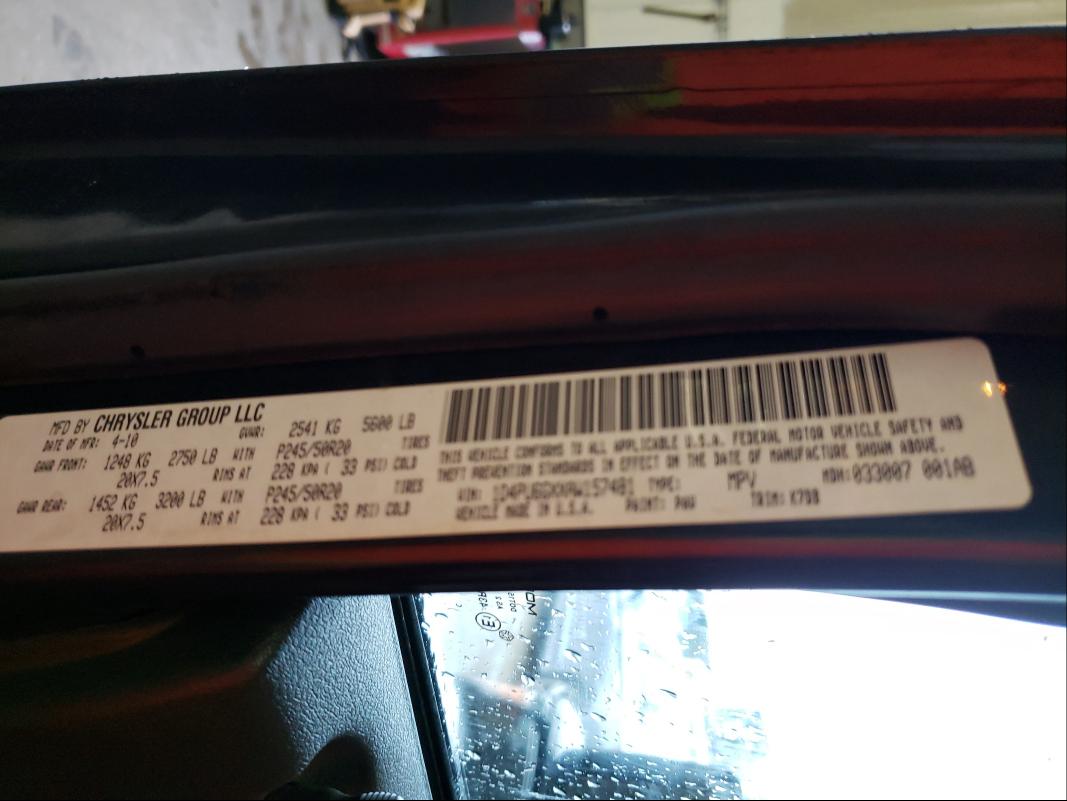 MFD BY CHRYSLER GROUP LLC
DATE OF MFR: 4-10 GVWR: 2541 KG 5600 LB
GAWR FRONT: 1248 KG 2750 LB WITH P245/50R20 TIRES
20X7.5 RIMS AT 228 KPA ( 33 PSI) COLD
GAWR REAR: 1452 KG 3200 LB WITH P245/50R20 TIRES
20X7.5 RIMS AT 228 KPA ( 33 PSI) COLD
THIS VEHICLE CONFORMS TO ALL APPLICABLE U.S.A. FEDERAL MOTOR VEHICLE SAFETY AND
THEFT PREVENTION STANDARDS IN EFFECT ON THE DATE OF MANUFACTURE SHOWN ABOVE.
VIN: TYPE: MPV MDH: 033007 001AB
VEHICLE MADE IN U.S.A. PAINT: TRIM: K7D8